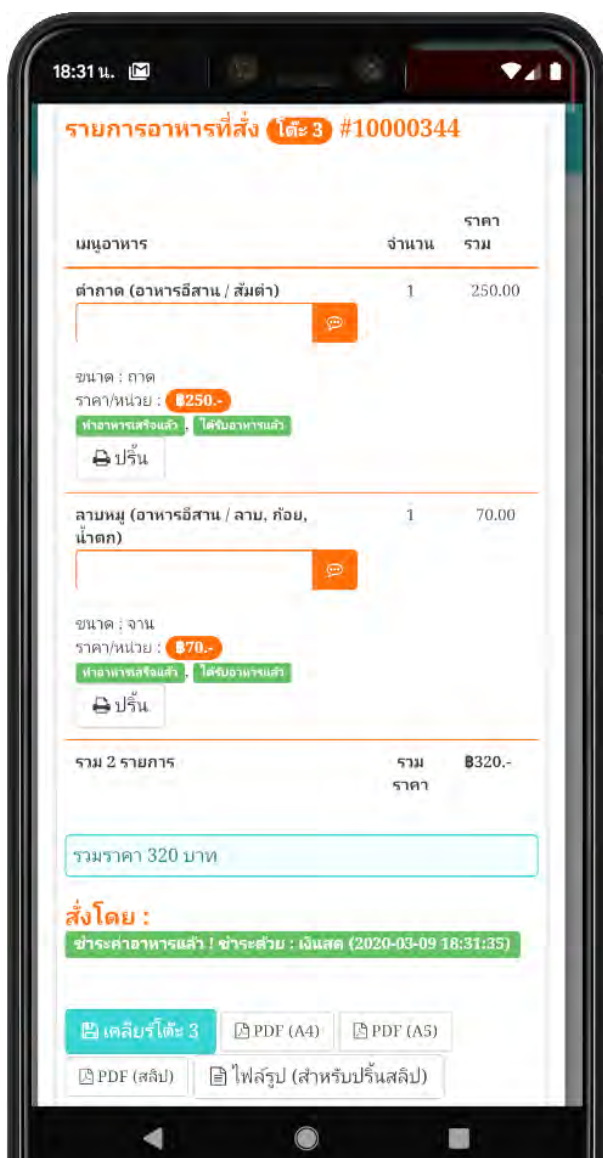 18:31 น.
รายการอาหารที่สั่ง โต๊ะ 3 #10000344
เมนูอาหาร จำนวน ราคา
รวม
ตำถาด (อาหารอีสาน / ส้มตำ) 1 250.00
ขนาด : ถาด
ราคา/หน่วย : ฿250.-
ทำอาหารเสร็จแล้ว , ได้รับอาหารแล้ว
ปริ้น
ลาบหมู (อาหารอีสาน / ลาบ, ก้อย, 1 70.00
น้ำตก)
ขนาด : จาน
ราคา/หน่วย : ฿70.-
ทำอาหารเสร็จแล้ว , ได้รับอาหารแล้ว
ปริ้น
รวม 2 รายการ รวม ฿320.-
ราคา
รวมราคา 320 บาท
สั่งโดย :
ชำระค่าอาหารแล้ว ! ชำระด้วย : เงินสด (2020-03-09 18:31:35)
เคลียร์โต๊ะ 3 PDF (A4) PDF (A5)
PDF (สลิป) ไฟล์รูป (สำหรับปริ้นสลิป)